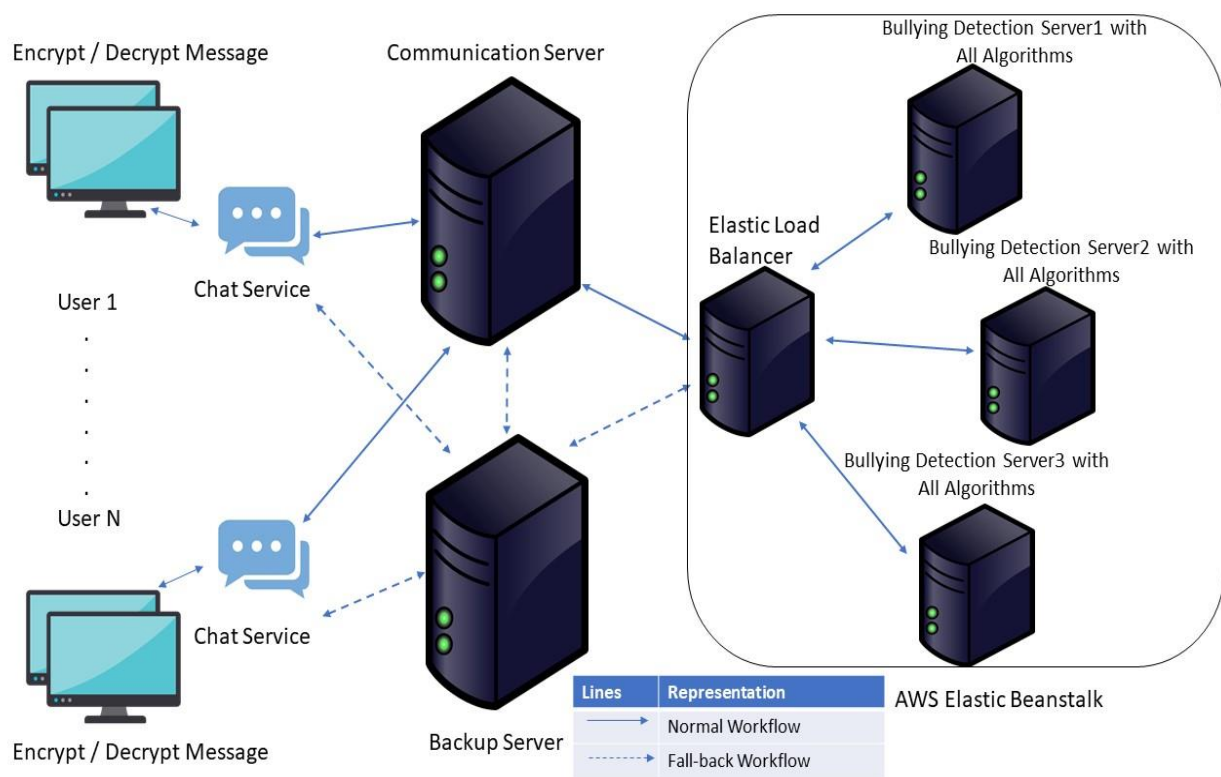 Encrypt / Decrypt Message
Communication Server
Bullying Detection Server1 with
All Algorithms
Chat Service
User 1
.
.
.
.
.
User N
Elastic Load
Balancer
Bullying Detection Server2 with
All Algorithms
Bullying Detection Server3 with
All Algorithms
Chat Service
Encrypt / Decrypt Message
Backup Server
Lines Representation
Normal Workflow
Fall-back Workflow
AWS Elastic Beanstalk